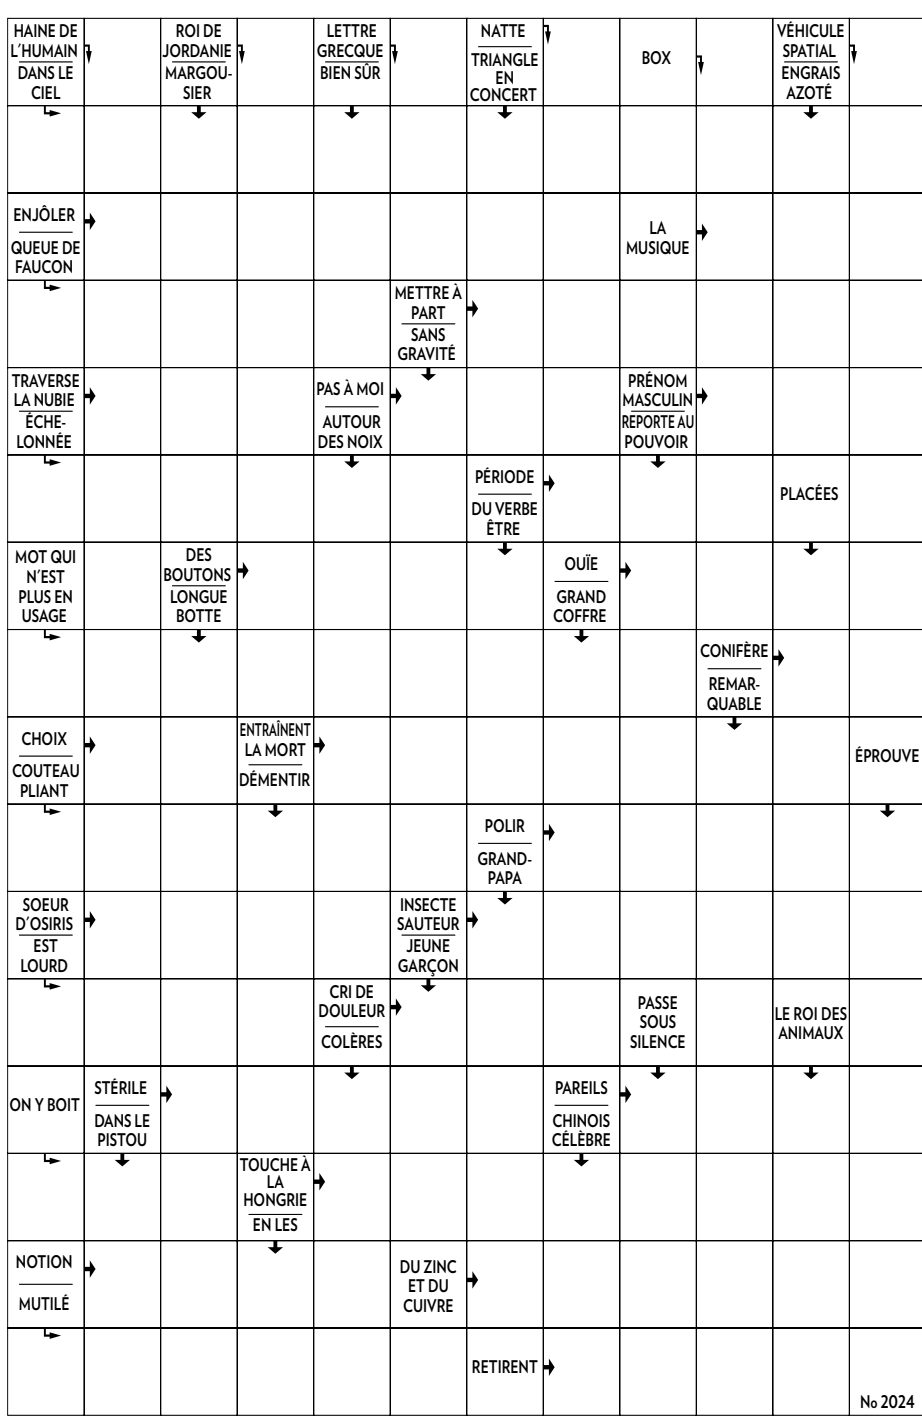 HAINE DE
L'HUMAIN
DANS LE
CIEL
ROI DE
JORDANIE
MARGOU-
SIER
LETTRE
GRECQUE
BIEN SÛR
NATTE
TRIANGLE
EN
CONCERT
BOX
VÉHICULE
SPATIAL
ENGRAIS
AZOTÉ
ENJÔLER
QUEUE DE
FAUCON
LA
MUSIQUE
METTRE À
PART
SANS
GRAVITÉ
TRAVERSE
LA NUBIE
ÉCHE-
LONNÉE
PAS À MOI
AUTOUR
DES NOIX
PRÉNOM
MASCULIN
REPORTE AU
POUVOIR
PÉRIODE
DU VERBE
ÊTRE
PLACÉES
MOT QUI
N'EST
PLUS EN
USAGE
DES
BOUTONS
LONGUE
BOTTE
OUÏE
GRAND
COFFRE
CONIFÈRE
REMAR-
QUABLE
CHOIX
COUTEAU
PLIANT
ENTRAÎNENT
LA MORT
DÉMENTIR
ÉPROUVE
POLIR
GRAND-
PAPA
SOEUR
D'OSIRIS
EST
LOURD
INSECTE
SAUTEUR
JEUNE
GARÇON
CRI DE
DOULEUR
COLÈRES
PASSE
SOUS
SILENCE
LE ROI DES
ANIMAUX
ON Y BOIT
STÉRILE
DANS LE
PISTOU
PAREILS
CHINOIS
CÉLÈBRE
TOUCHE À
LA
HONGRIE
EN LES
NOTION
MUTILÉ
DU ZINC
ET DU
CUIVRE
RETIRENT
No 2024